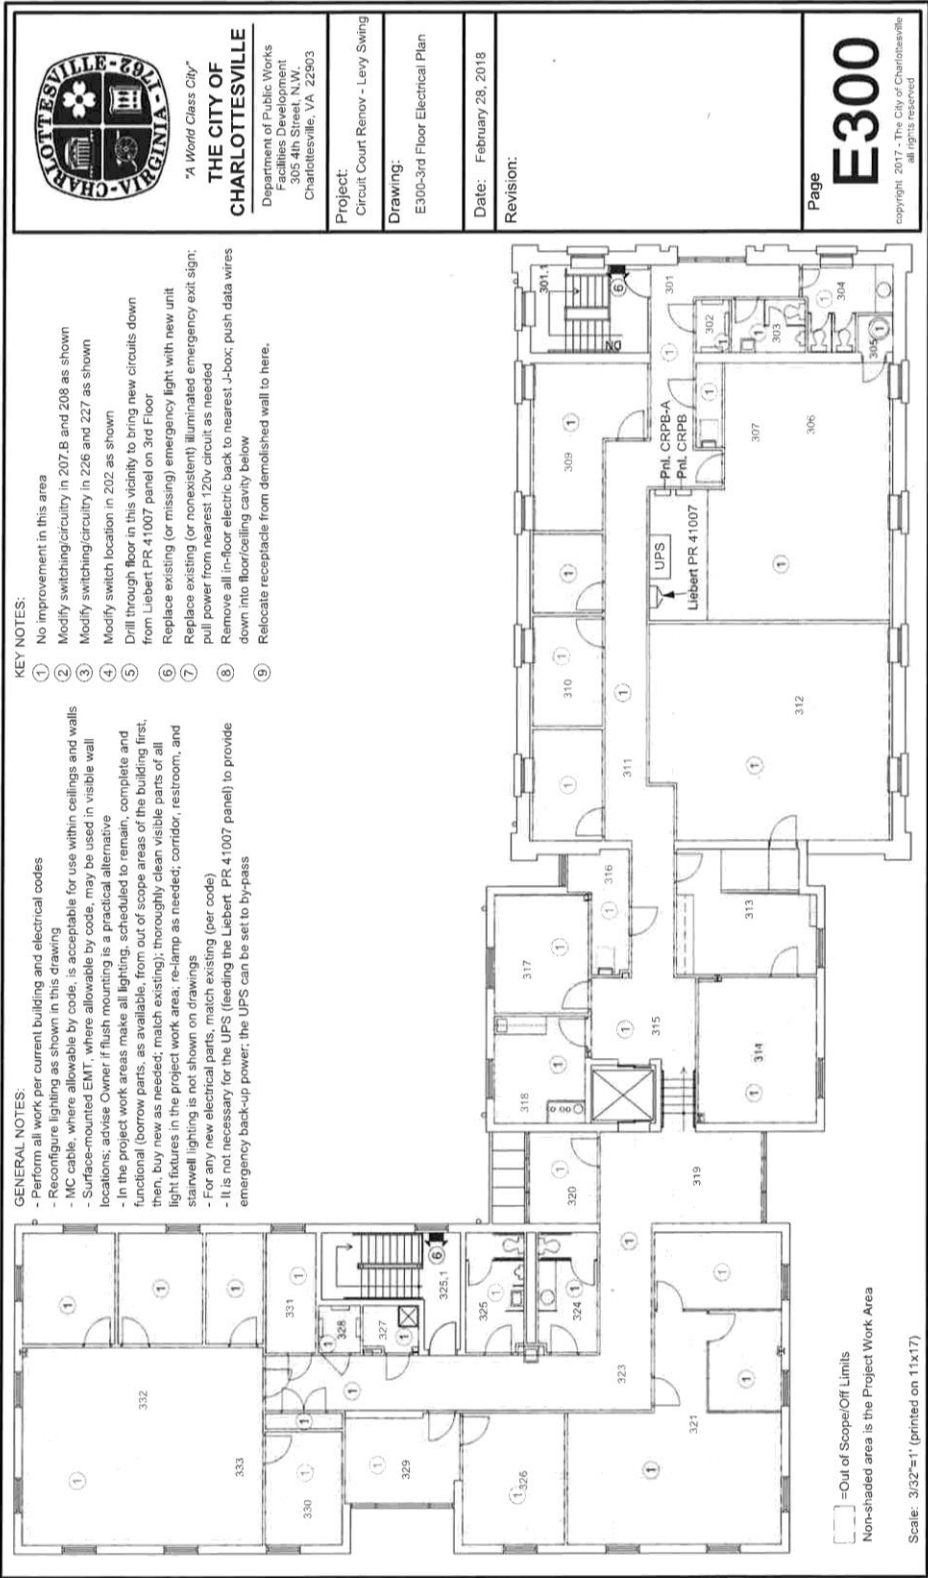 GENERAL NOTES:
- Perform all work per current building and electrical codes
- Reconfigure lighting as shown in this drawing
- MC cable, where allowable by code, is acceptable for use within ceilings and walls
- Surface-mounted EMT, where allowable by code, may be used in visible wall
locations; advise Owner if flush mounting is a practical alternative
- In the project work areas make all lighting, scheduled to remain, complete and
functional (borrow parts, as available, from out of scope areas of the building first,
then, buy new as needed; match existing); thoroughly clean visible parts of all
light fixtures in the project work area; re-lamp as needed; corridor, restroom, and
stairwell lighting is not shown on drawings
- For any new electrical parts, match existing (per code)
- It is not necessary for the UPS (feeding the Liebert PR 41007 panel) to provide
emergency back-up power; the UPS can be set to by-pass
KEY NOTES:
1 No improvement in this area
2 Modify switching/circuitry in 207.B and 208 as shown
3 Modify switching/circuitry in 226 and 227 as shown
4 Modify switch location in 202 as shown
5 Drill through floor in this vicinity to bring new circuits down
from Liebert PR 41007 panel on 3rd Floor
6 Replace existing (or missing) emergency light with new unit
7 Replace existing (or nonexistent) illuminated emergency exit sign;
pull power from nearest 120v circuit as needed
8 Remove all in-floor electric back to nearest J-box; push data wires
down into floor/ceiling cavity below
9 Relocate receptacle from demolished wall to here.
CHARLOTTESVILLE-1762
VIRGINIA
"A World Class City"
THE CITY OF
CHARLOTTESVILLE
Department of Public Works
Facilities Development
305 4th Street, N.W.
Charlottesville, VA 22903
Project:
Circuit Court Renov - Levy Swing
Drawing:
E300-3rd Floor Electrical Plan
Date: February 28, 2018
Revision:
Page
E300
copyright 2017 - The City of Charlottesville
all rights reserved
332
333
331
330
329
328
327
325.1
6
325
324
326
323
321
320
319
318
317
316
315
314
313
312
311
310
309
307
306
UPS
Liebert PR 41007
Pnl. CRPB-A
Pnl. CRPB
301.1
DN
6
301
302
303
304
305
1
=Out of Scope/Off Limits
Non-shaded area is the Project Work Area
Scale: 3/32"=1' (printed on 11x17)